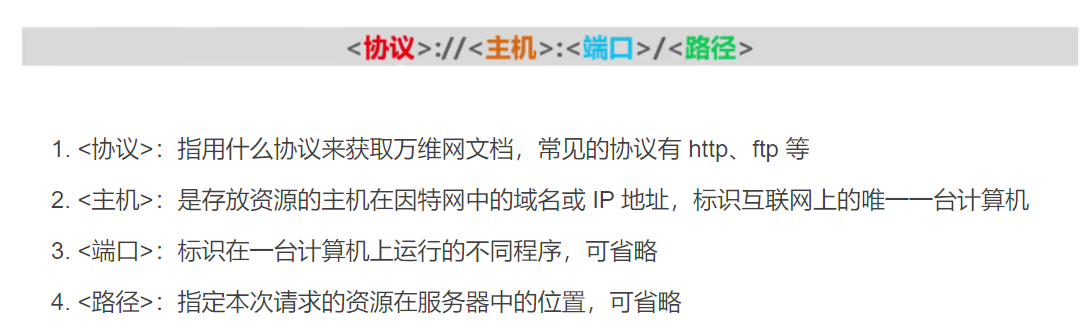 <协议>://<主机>:<端口>/<路径>
1. <协议>：指用什么协议来获取万维网文档，常见的协议有 http、ftp 等
2. <主机>：是存放资源的主机在因特网中的域名或 IP 地址，标识互联网上的唯一一台计算机
3. <端口>：标识在一台计算机上运行的不同程序，可省略
4. <路径>：指定本次请求的资源在服务器中的位置，可省略